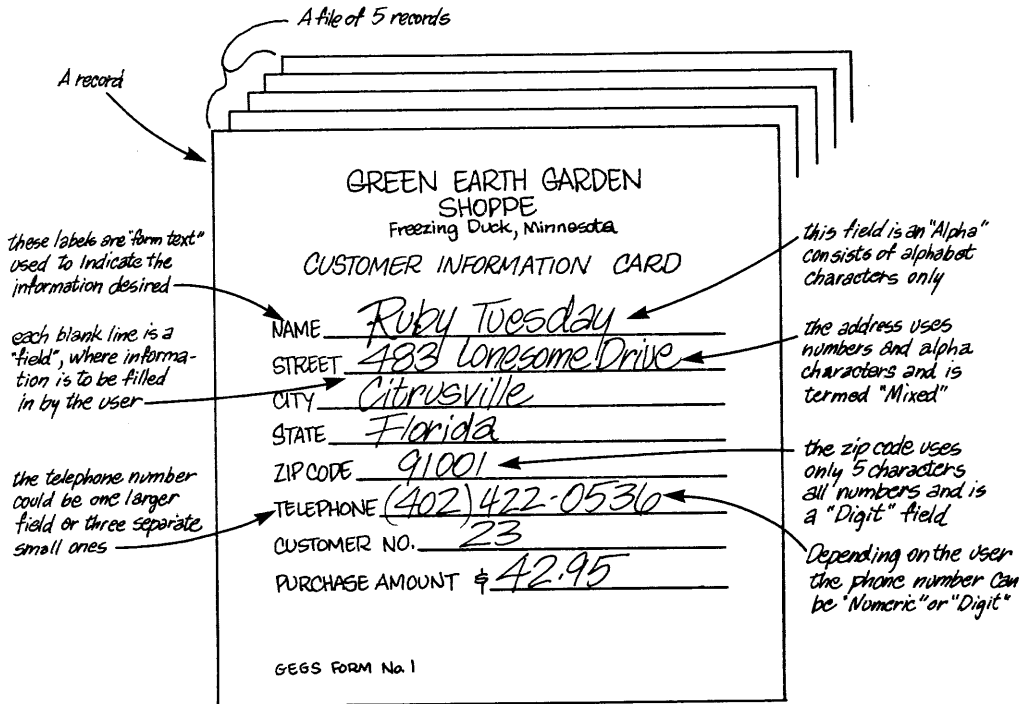 A file of 5 records
A record
GREEN EARTH GARDEN
SHOPPE
Freezing Duck, Minnesota
CUSTOMER INFORMATION CARD
these labels are "form text"
used to indicate the
information desired
this field is an "Alpha"
consists of alphabet
characters only
NAME Ruby Tuesday
each blank line is a
"field", where informa-
tion is to be filled
in by the user
the address uses
numbers and alpha
characters and is
termed "Mixed"
STREET 483 Lonesome Drive
CITY Citrusville
STATE Florida
ZIP CODE 91001
the zip code uses
only 5 characters
all numbers and is
a "Digit" field
the telephone number
could be one larger
field or three separate
small ones
TELEPHONE (402) 422-0536
CUSTOMER NO. 23
Depending on the user
the phone number can
be "Numeric" or "Digit"
PURCHASE AMOUNT $ 42.95
GEGS FORM No. 1